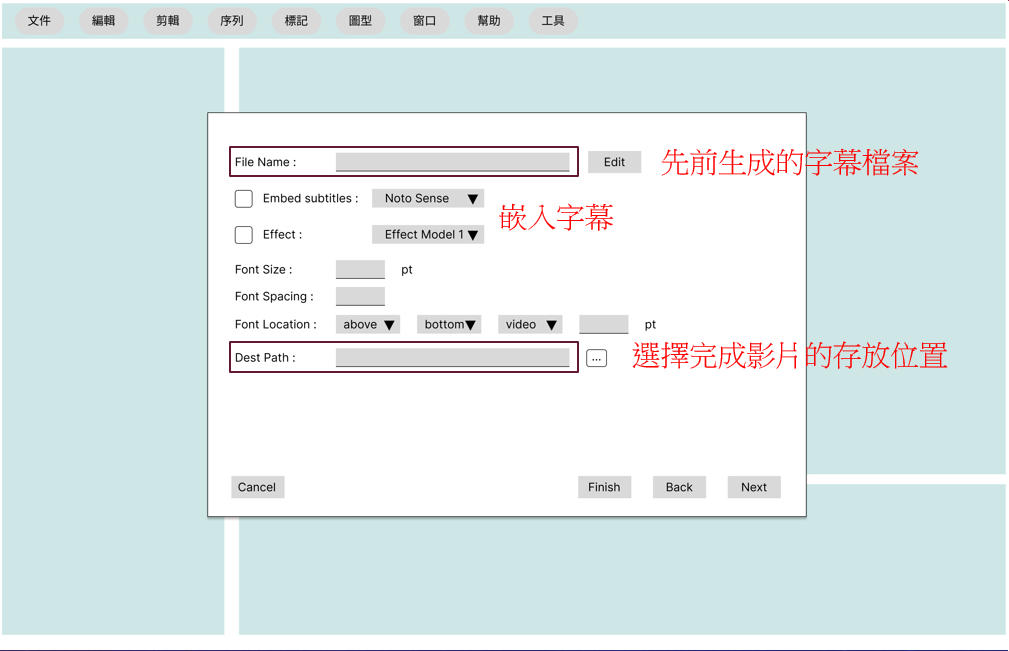 文件 編輯 剪輯 序列 標記 圖型 窗口 幫助 工具
File Name : Edit 先前生成的字幕檔案
Embed subtitles : Noto Sense ▼
嵌入字幕
Effect : Effect Model 1 ▼
Font Size : pt
Font Spacing :
Font Location : above ▼ bottom ▼ video ▼ pt
Dest Path : ... 選擇完成影片的存放位置
Cancel Finish Back Next